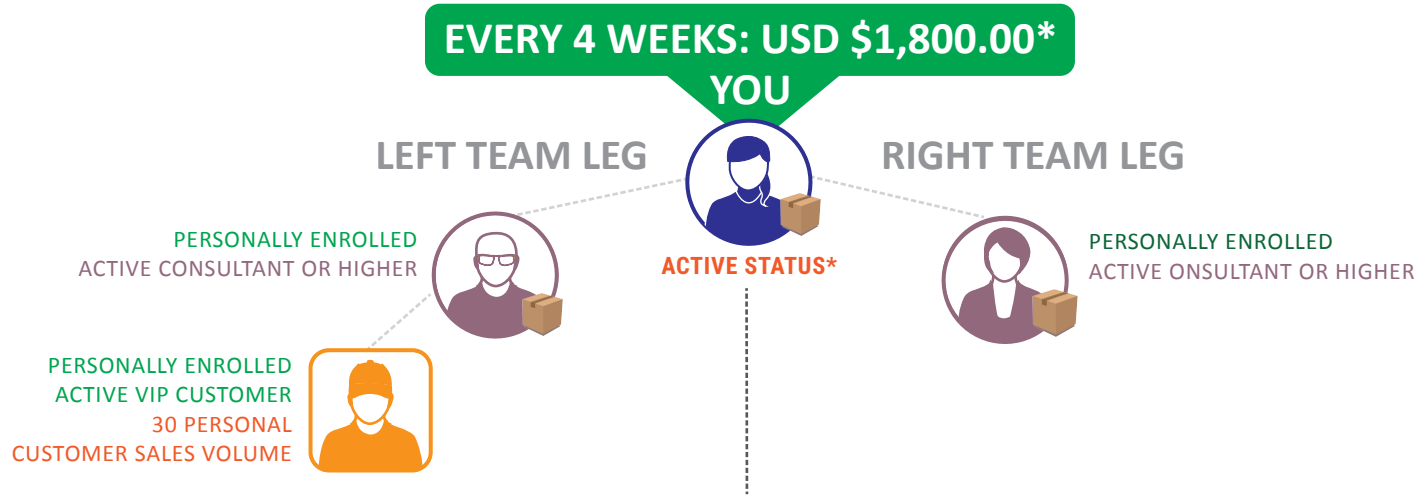 EVERY 4 WEEKS: USD $1,800.00*
YOU
LEFT TEAM LEG
RIGHT TEAM LEG
PERSONALLY ENROLLED
ACTIVE CONSULTANT OR HIGHER
ACTIVE STATUS*
PERSONALLY ENROLLED
ACTIVE ONSULTANT OR HIGHER
PERSONALLY ENROLLED
ACTIVE VIP CUSTOMER
30 PERSONAL
CUSTOMER SALES VOLUME